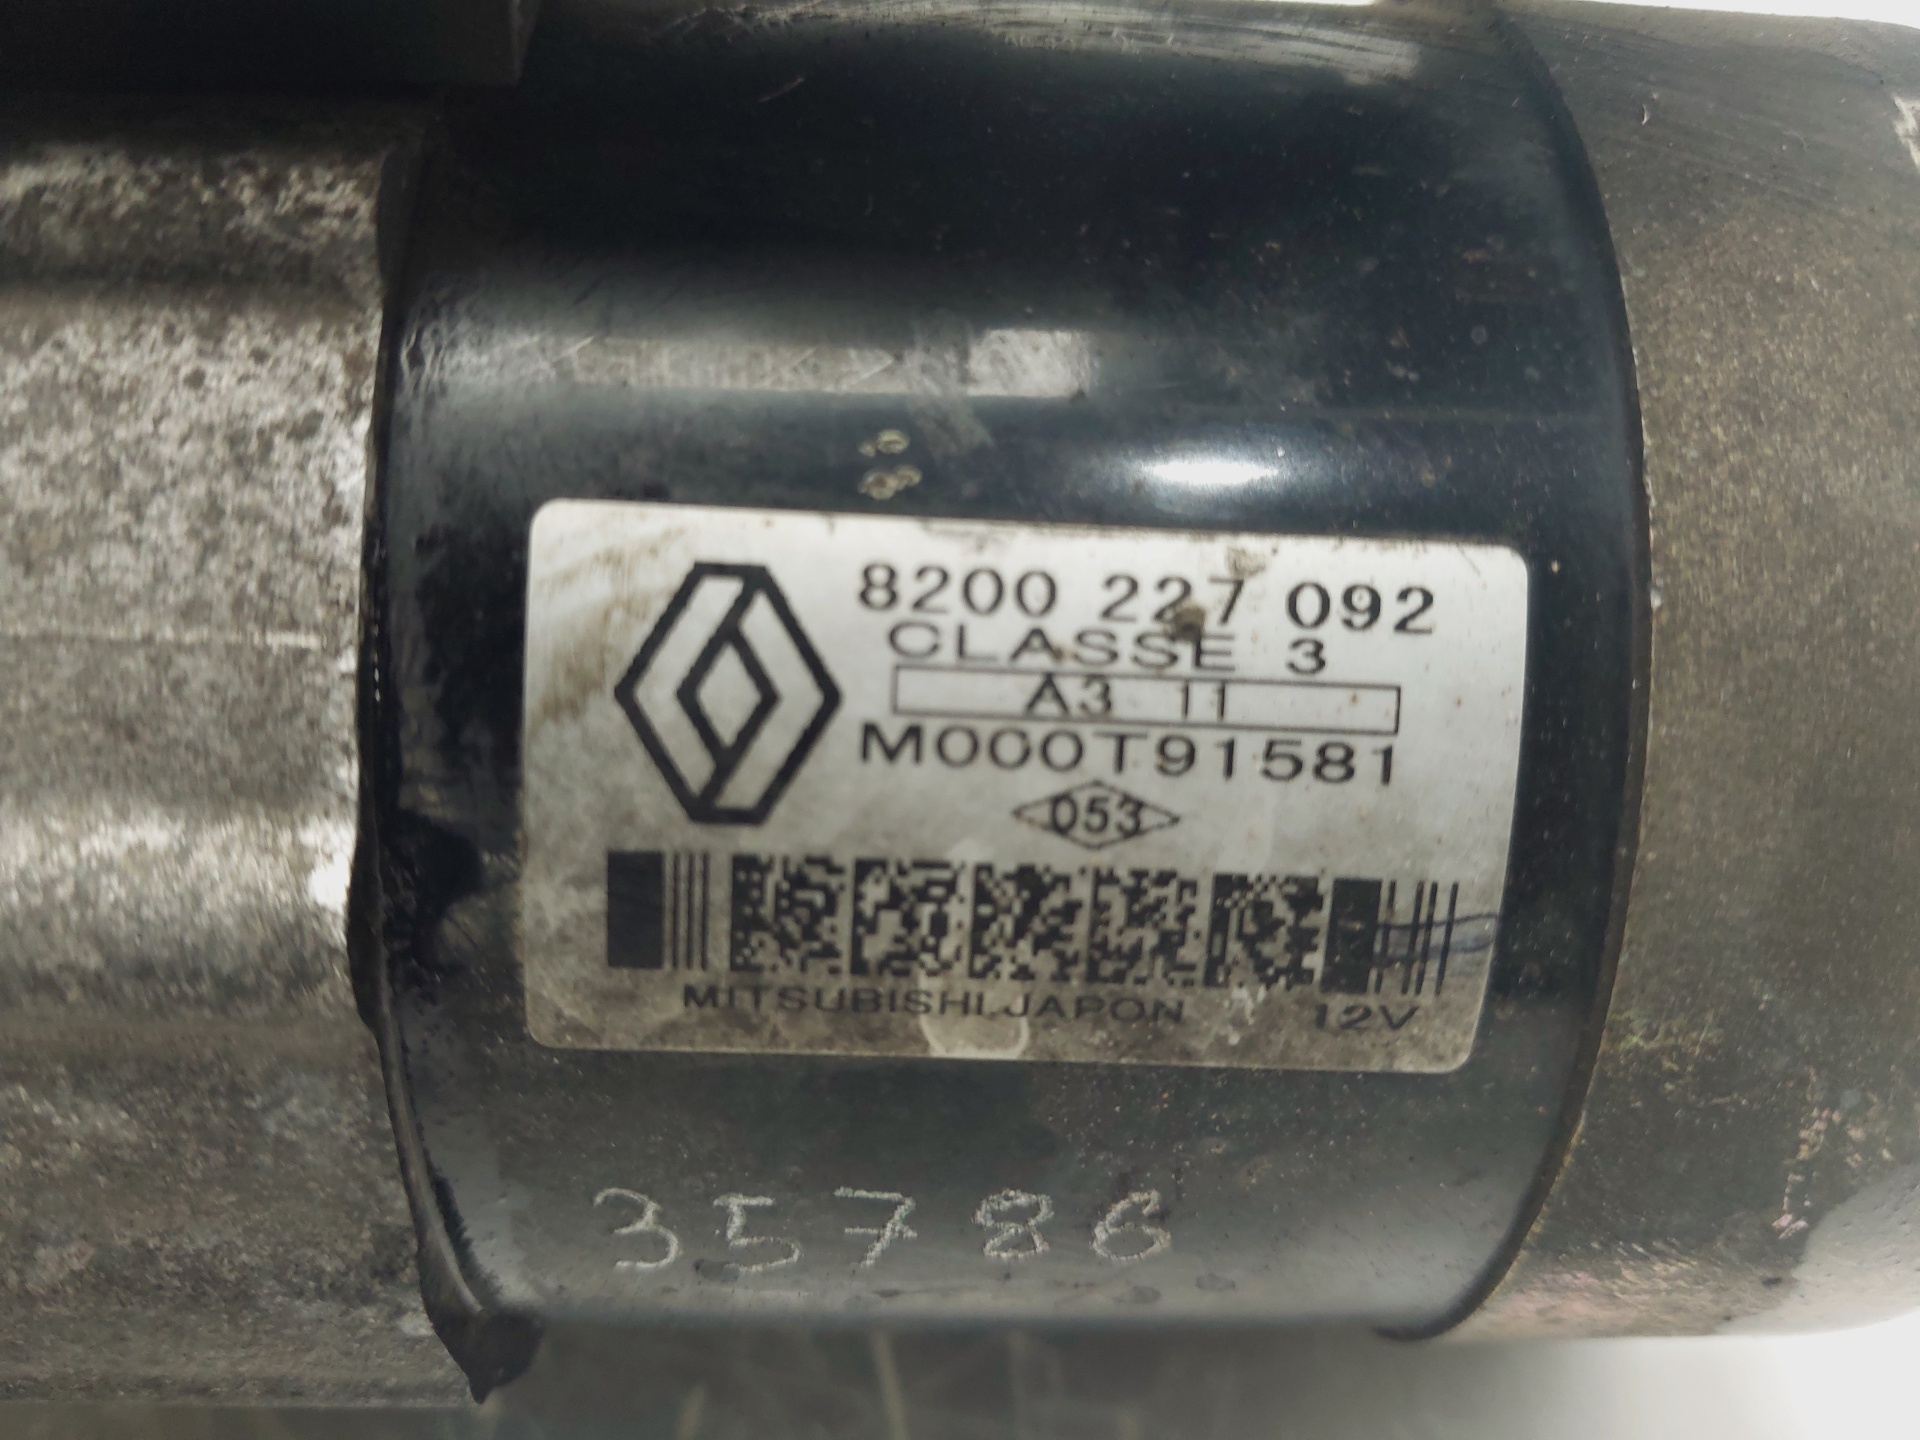 8200 227 092
CLASSE 3
A3 11
M000T91581
053
MITSUBISHI.JAPON 12V
35786